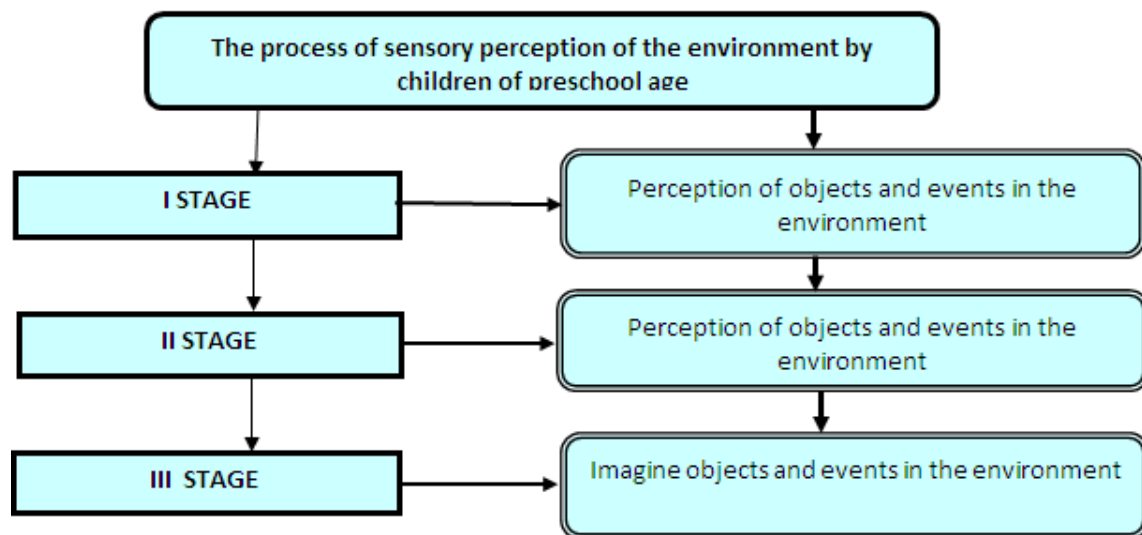 The process of sensory perception of the environment by
children of preschool age
I STAGE
Perception of objects and events in the
environment
II STAGE
Perception of objects and events in the
environment
III STAGE
Imagine objects and events in the environment